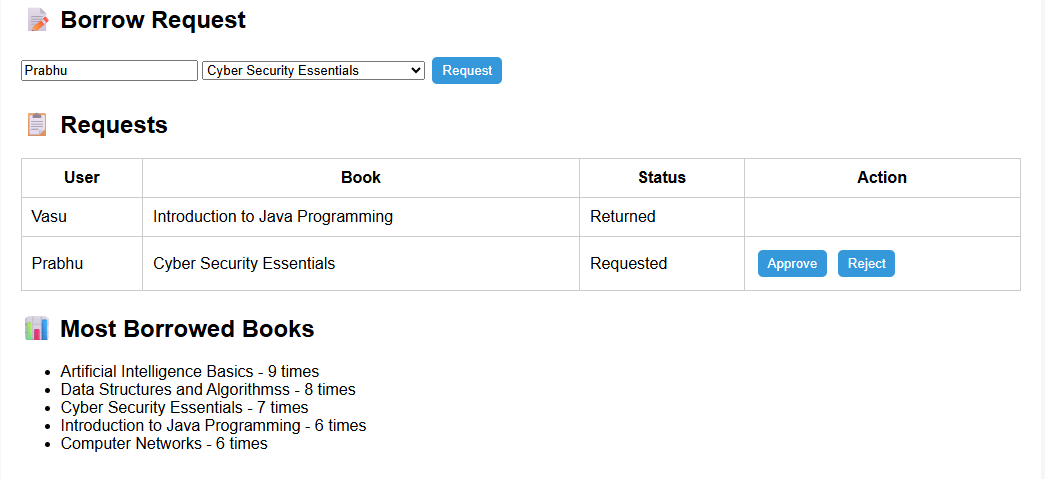 Borrow Request
Prabhu Cyber Security Essentials Request
Requests
User Book Status Action
Vasu Introduction to Java Programming Returned
Prabhu Cyber Security Essentials Requested Approve Reject
Most Borrowed Books
Artificial Intelligence Basics - 9 times
Data Structures and Algorithmss - 8 times
Cyber Security Essentials - 7 times
Introduction to Java Programming - 6 times
Computer Networks - 6 times